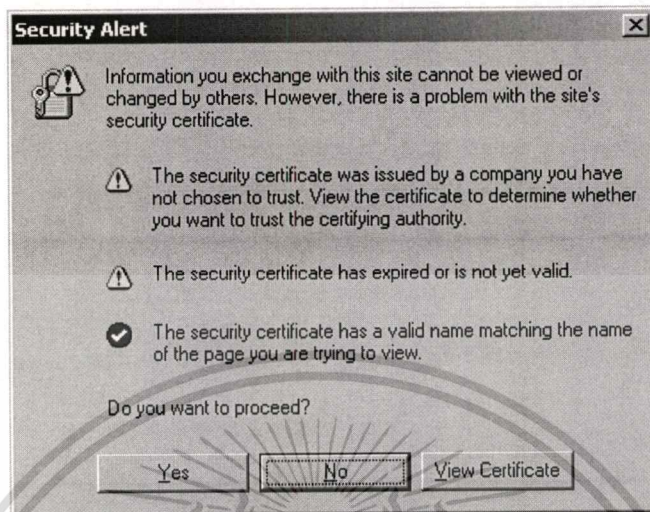 Security Alert
Information you exchange with this site cannot be viewed or
changed by others. However, there is a problem with the site's
security certificate.
The security certificate was issued by a company you have
not chosen to trust. View the certificate to determine whether
you want to trust the certifying authority.
The security certificate has expired or is not yet valid.
The security certificate has a valid name matching the name
of the page you are trying to view.
Do you want to proceed?
Yes No View Certificate